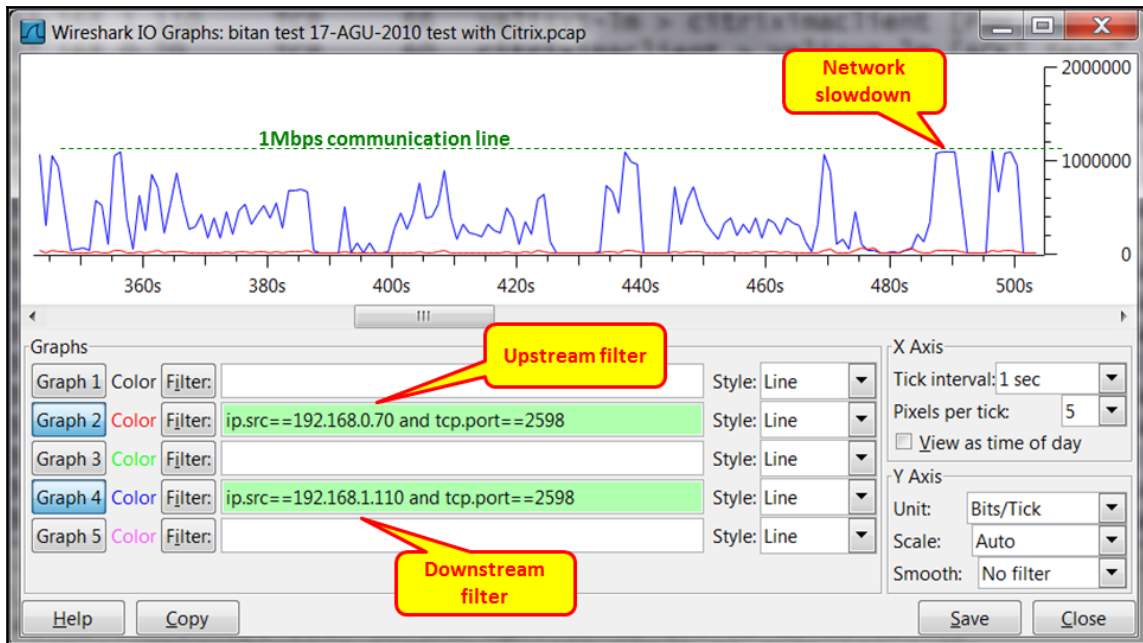 Wireshark IO Graphs: bitan test 17-AGU-2010 test with Citrix.pcap
Network
slowdown
2000000
1Mbps communication line
1000000
0
360s 380s 400s 420s 440s 460s 480s 500s
Graphs
Upstream filter
Graph 1 Color Filter: Style: Line
Graph 2 Color Filter: ip.src==192.168.0.70 and tcp.port==2598 Style: Line
Graph 3 Color Filter: Style: Line
Graph 4 Color Filter: ip.src==192.168.1.110 and tcp.port==2598 Style: Line
Graph 5 Color Filter: Style: Line
Downstream
filter
X Axis
Tick interval: 1 sec
Pixels per tick: 5
View as time of day
Y Axis
Unit: Bits/Tick
Scale: Auto
Smooth: No filter
Help Copy Save Close